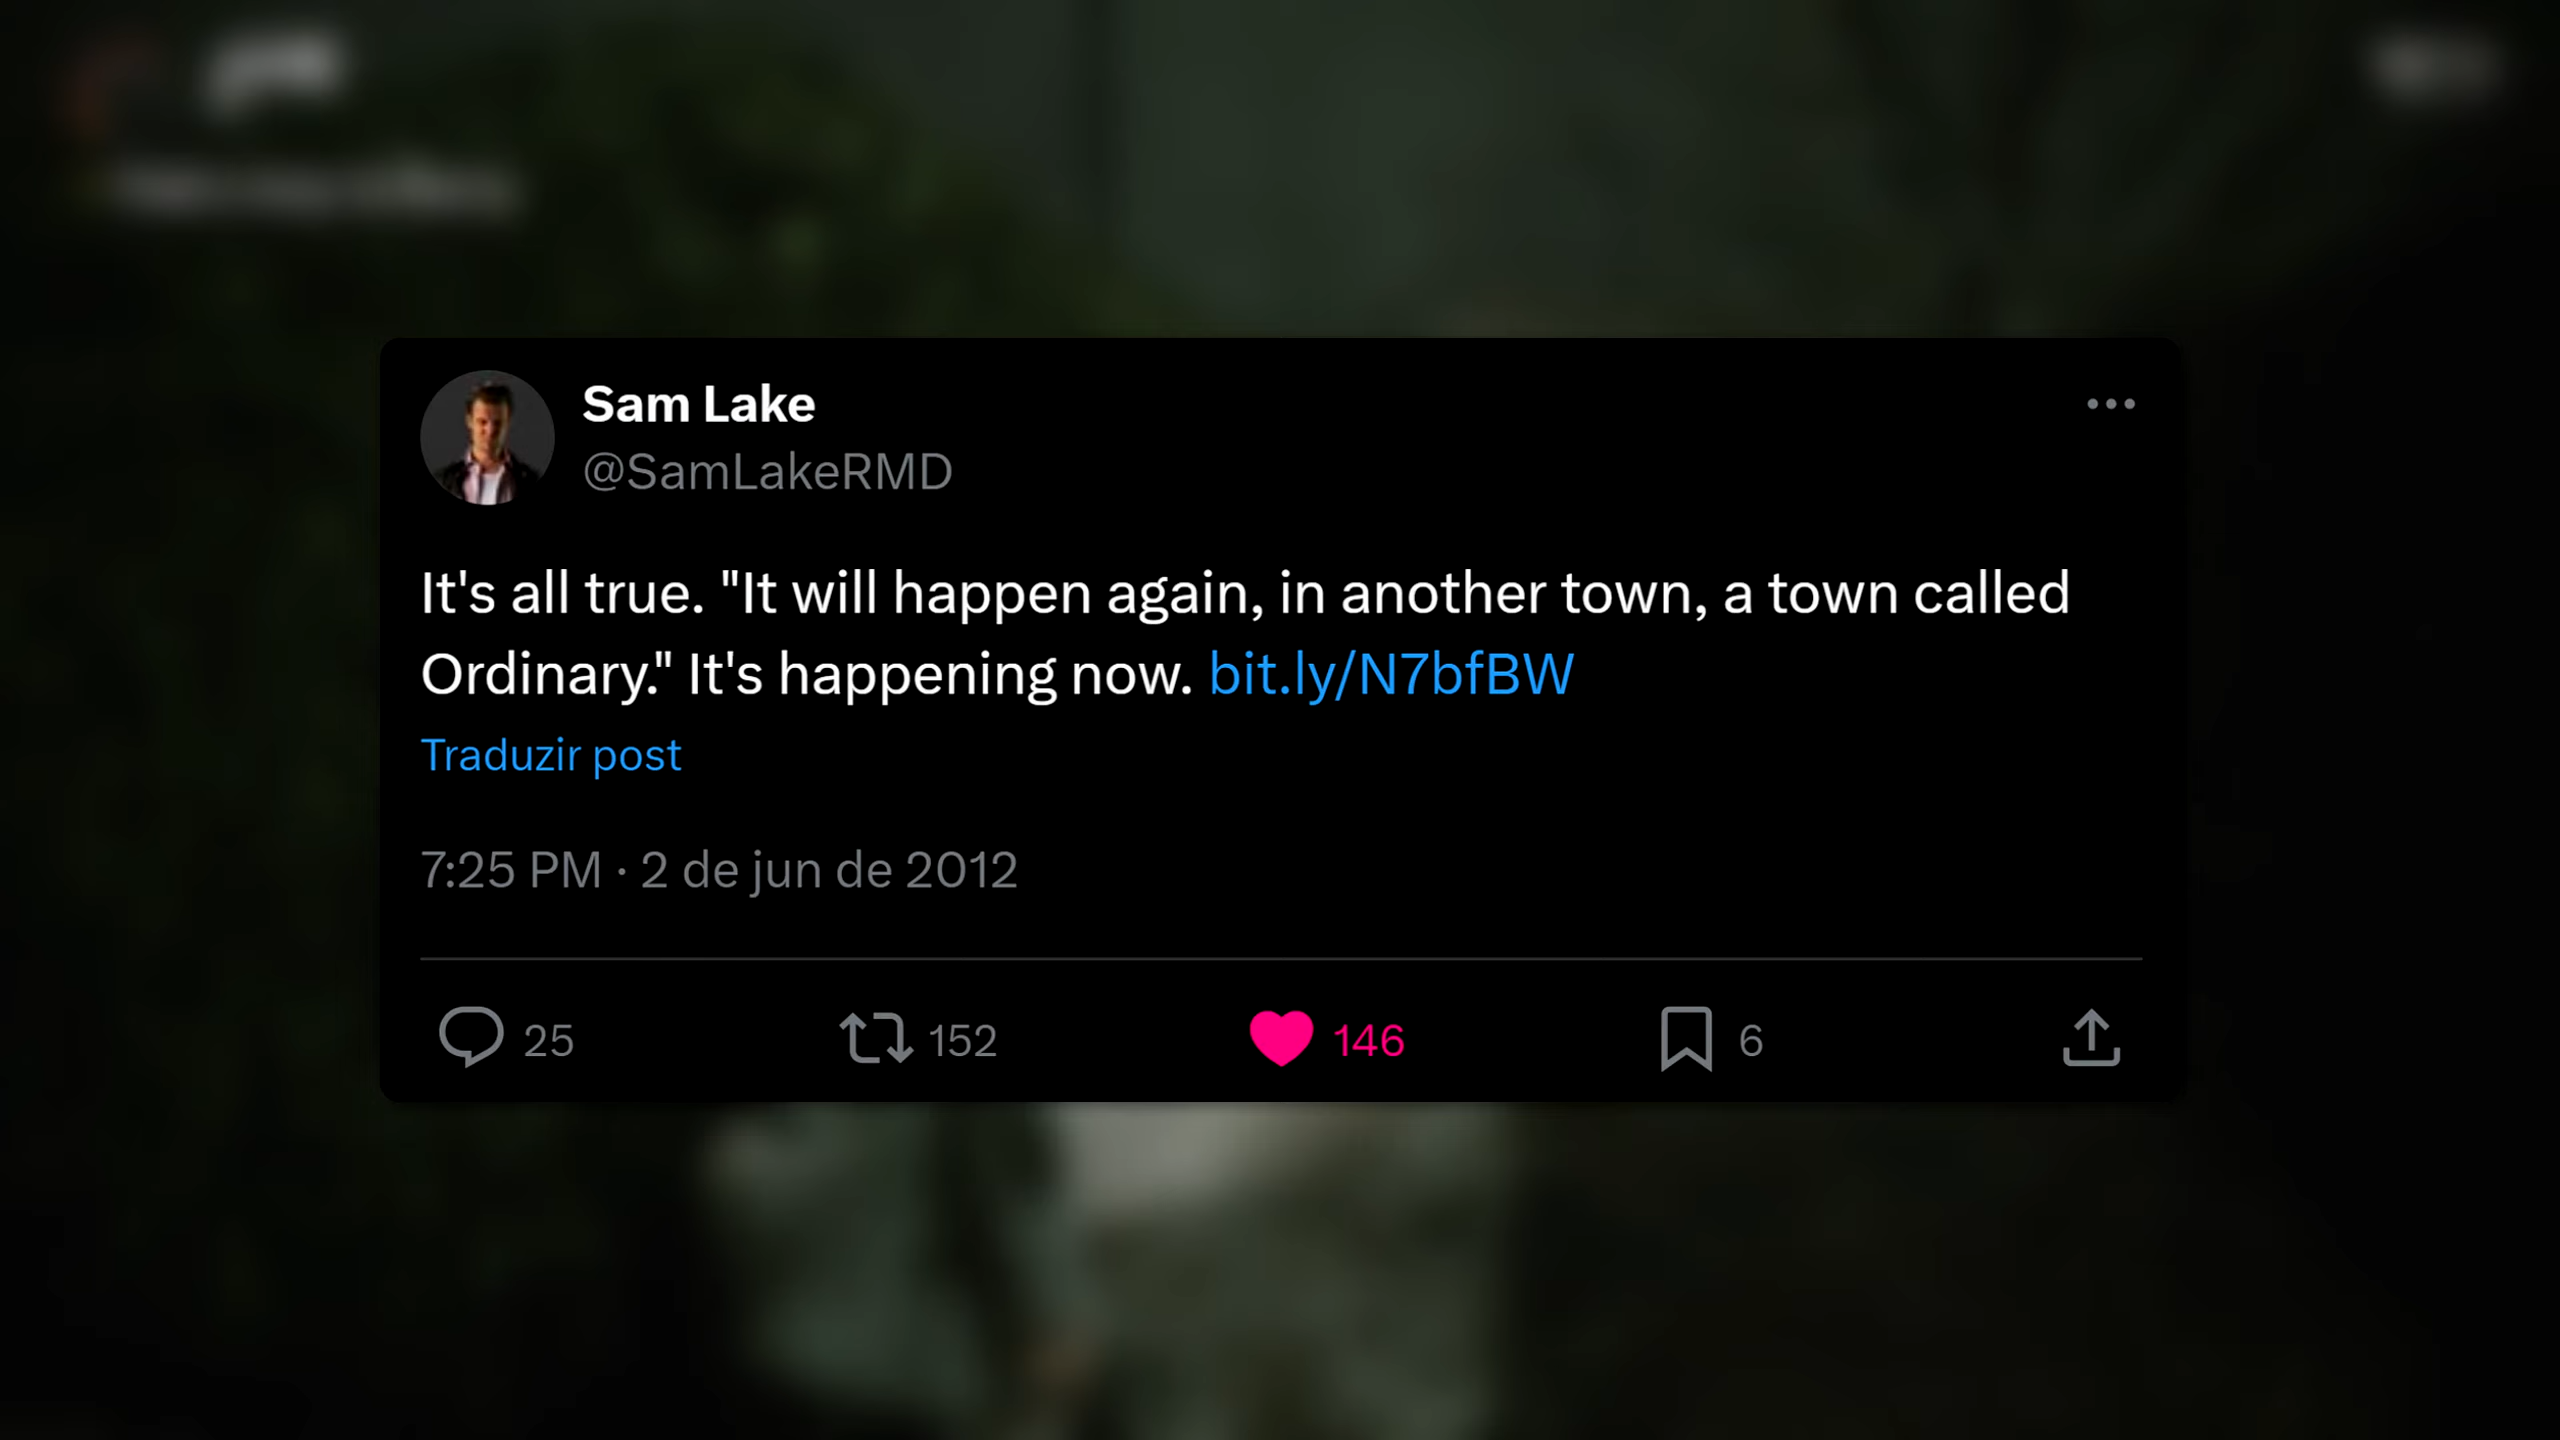 Sam Lake
@SamLakeRMD
It's all true. "It will happen again, in another town, a town called
Ordinary." It's happening now. bit.ly/N7bfBW
Traduzir post
7:25 PM · 2 de jun de 2012
25 152 146 6